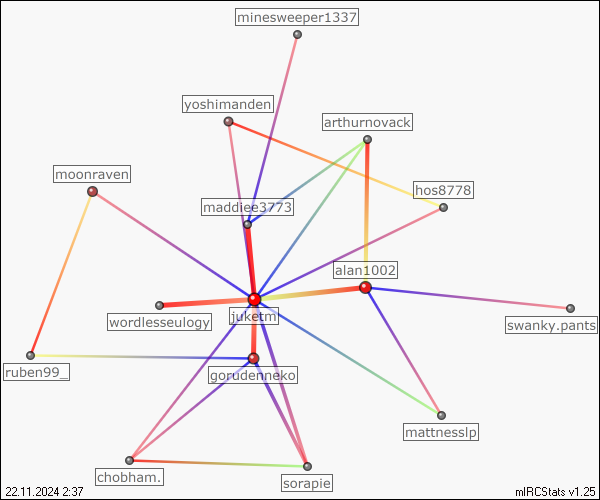 minesweeper1337
yoshimanden
arthurnovack
moonraven
hos8778
maddiee3773
alan1002
juketm
wordlesseulogy
swanky.pants
ruben99_
gorudenneko
mattnesslp
chobham.
sorapie
22.11.2024 2:37
mIRCStats v1.25